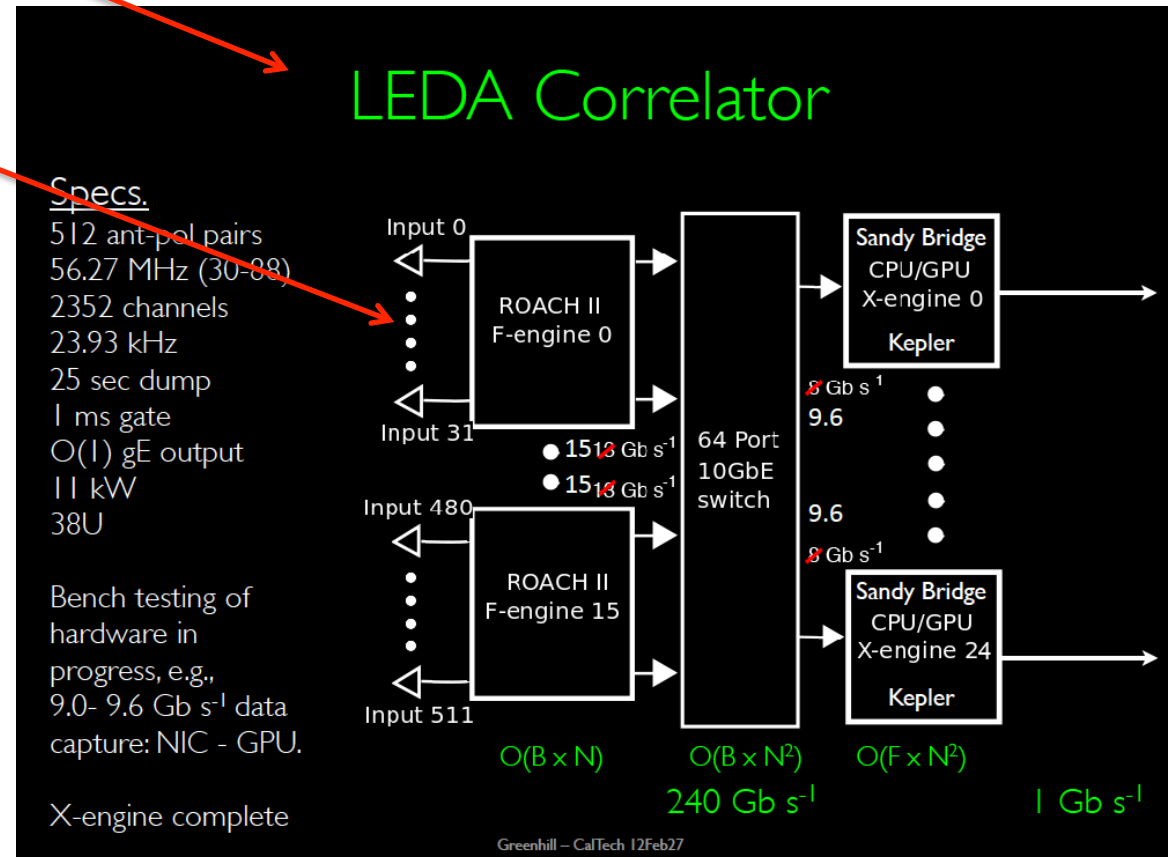 LEDA Correlator
Specs.
512 ant-pol pairs
56.27 MHz (30-88)
2352 channels
23.93 kHz
25 sec dump
1 ms gate
O(1) gE output
11 kW
38U
Bench testing of
hardware in
progress, e.g.,
9.0- 9.6 Gb s-1 data
capture: NIC - GPU.
X-engine complete
Input 0
Input 31
Input 480
Input 511
ROACH II
F-engine 0
15 18 Gb s-1
15 18 Gb s-1
ROACH II
F-engine 15
64 Port
10GbE
switch
Sandy Bridge
CPU/GPU
X-engine 0
Kepler
8 Gb s-1
9.6
9.6
8 Gb s-1
Sandy Bridge
CPU/GPU
X-engine 24
Kepler
O(B x N)
O(B x N²)
O(F x N²)
240 Gb s-1
1 Gb s-1
Greenhill – CalTech 12Feb27